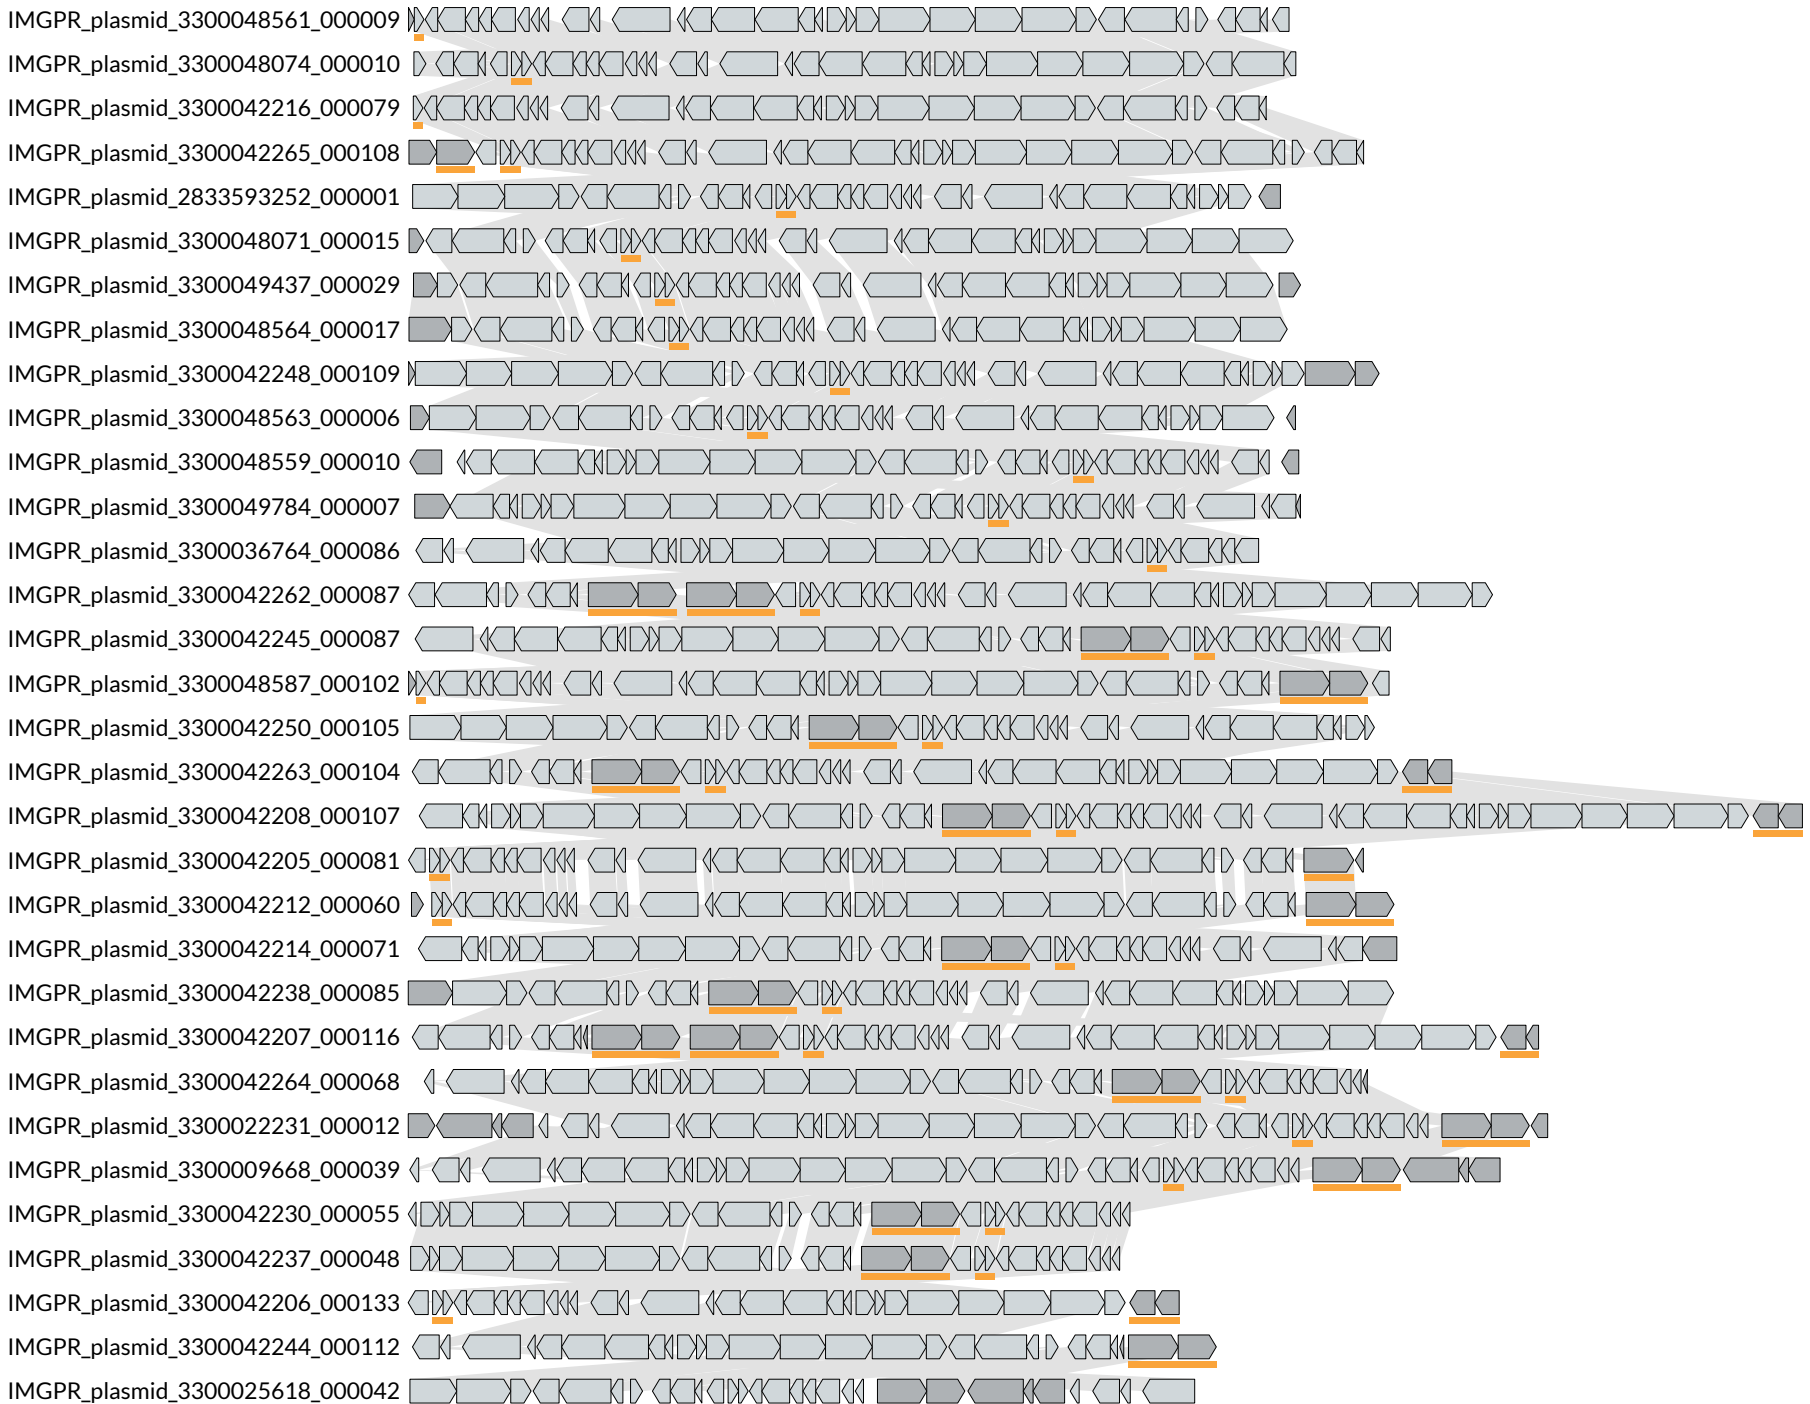 IMGPR_plasmid_3300048561_000009
IMGPR_plasmid_3300048074_000010
IMGPR_plasmid_3300042216_000079
IMGPR_plasmid_3300042265_000108
IMGPR_plasmid_2833593252_000001
IMGPR_plasmid_3300048071_000015
IMGPR_plasmid_3300049437_000029
IMGPR_plasmid_3300048564_000017
IMGPR_plasmid_3300042248_000109
IMGPR_plasmid_3300048563_000006
IMGPR_plasmid_3300048559_000010
IMGPR_plasmid_3300049784_000007
IMGPR_plasmid_3300036764_000086
IMGPR_plasmid_3300042262_000087
IMGPR_plasmid_3300042245_000087
IMGPR_plasmid_3300048587_000102
IMGPR_plasmid_3300042250_000105
IMGPR_plasmid_3300042263_000104
IMGPR_plasmid_3300042208_000107
IMGPR_plasmid_3300042205_000081
IMGPR_plasmid_3300042212_000060
IMGPR_plasmid_3300042214_000071
IMGPR_plasmid_3300042238_000085
IMGPR_plasmid_3300042207_000116
IMGPR_plasmid_3300042264_000068
IMGPR_plasmid_3300022231_000012
IMGPR_plasmid_3300009668_000039
IMGPR_plasmid_3300042230_000055
IMGPR_plasmid_3300042237_000048
IMGPR_plasmid_3300042206_000133
IMGPR_plasmid_3300042244_000112
IMGPR_plasmid_3300025618_000042